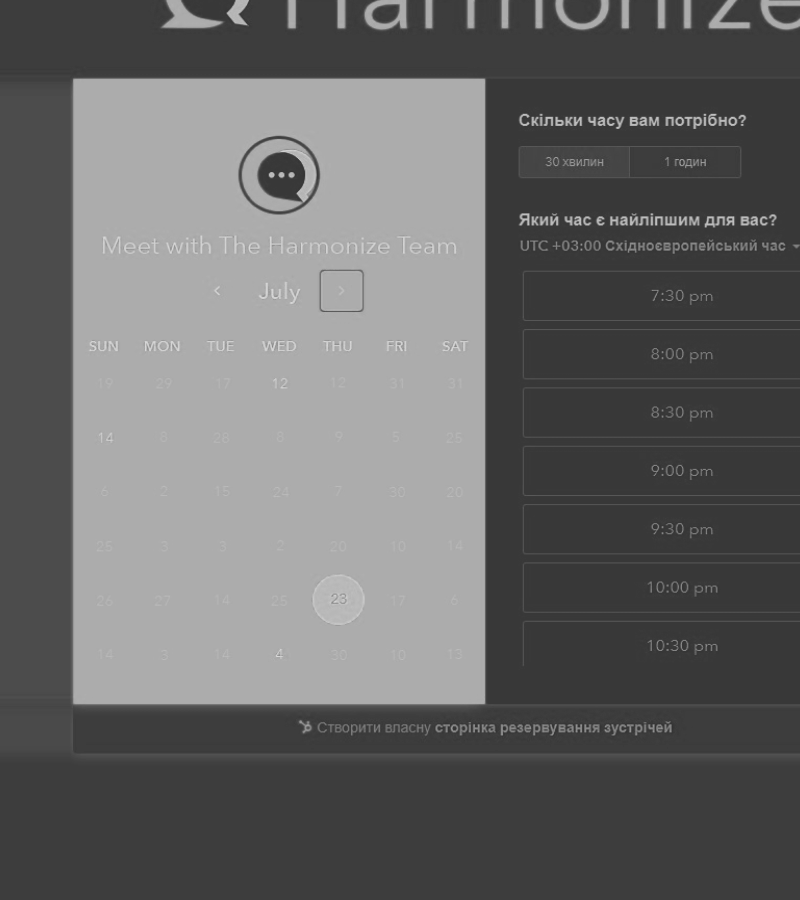 Harmonize
Meet with The Harmonize Team
July
SUN MON TUE WED THU FRI SAT
19 29 17 12 12 31 31
14 8 28 6 9 5 25
6 2 15 24 7 30 20
25 3 3 2 20 10 14
26 27 14 25 23 17 6
14 3 14 4 30 10 13
Скільки часу вам потрібно?
30 хвилин 1 годин
Який час є найліпшим для вас?
UTC +03:00 Східноєвропейський час
7:30 pm
8:00 pm
8:30 pm
9:00 pm
9:30 pm
10:00 pm
10:30 pm
Створити власну сторінка резервування зустрічей